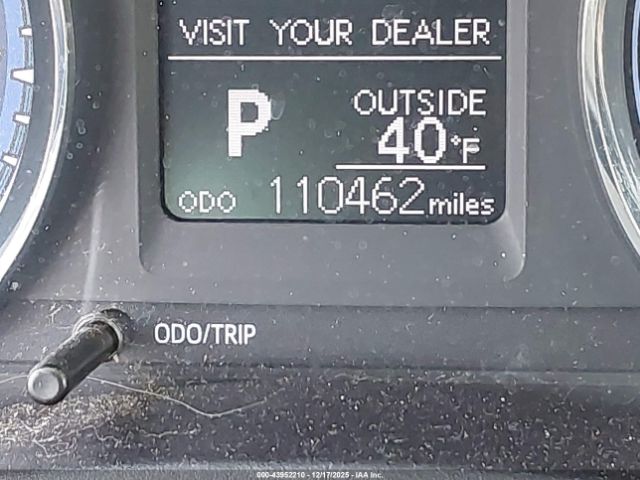 VISIT YOUR DEALER
P
OUTSIDE
40°F
ODO 110462 miles
ODO/TRIP
000-43952210 - 12/17/2025 - IAA Inc.